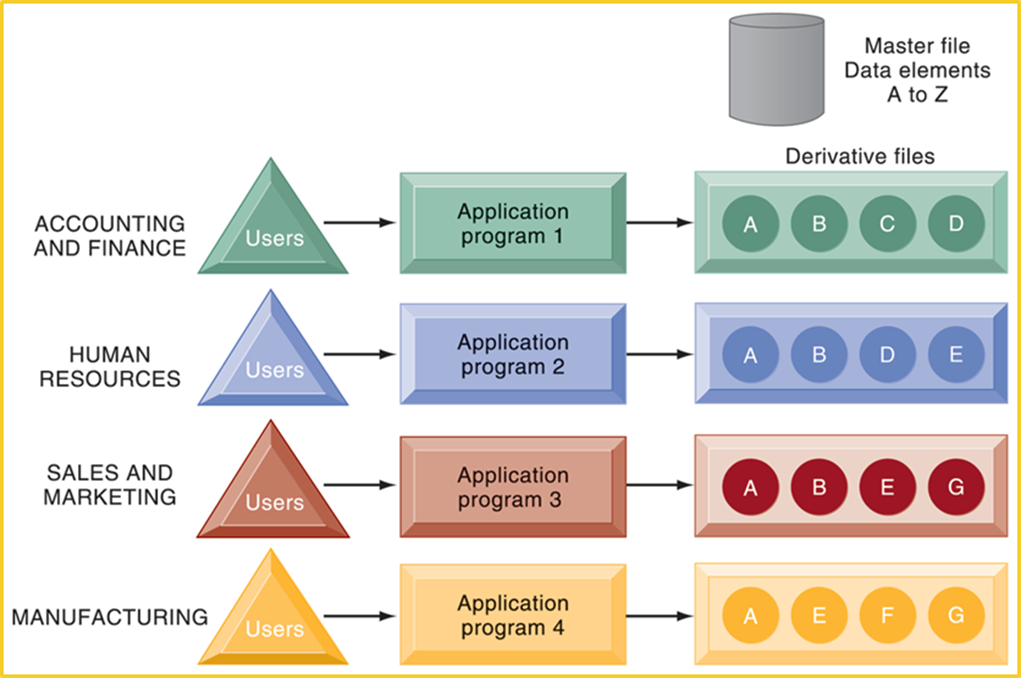 Master file
Data elements
A to Z
Derivative files
ACCOUNTING
AND FINANCE
Users
Application
program 1
A B C D
HUMAN
RESOURCES
Users
Application
program 2
A B D E
SALES AND
MARKETING
Users
Application
program 3
A B E G
MANUFACTURING
Users
Application
program 4
A E F G